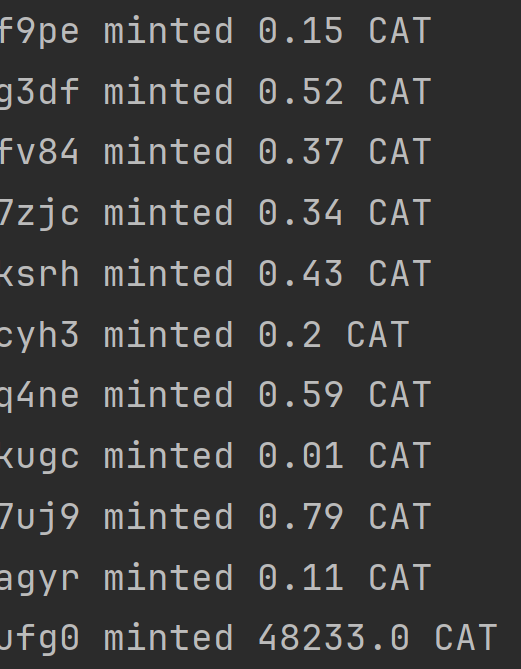 f9pe minted 0.15 CAT
g3df minted 0.52 CAT
fv84 minted 0.37 CAT
7zjc minted 0.34 CAT
ksrh minted 0.43 CAT
cyh3 minted 0.2 CAT
q4ne minted 0.59 CAT
kugc minted 0.01 CAT
7uj9 minted 0.79 CAT
agyr minted 0.11 CAT
ufg0 minted 48233.0 CAT